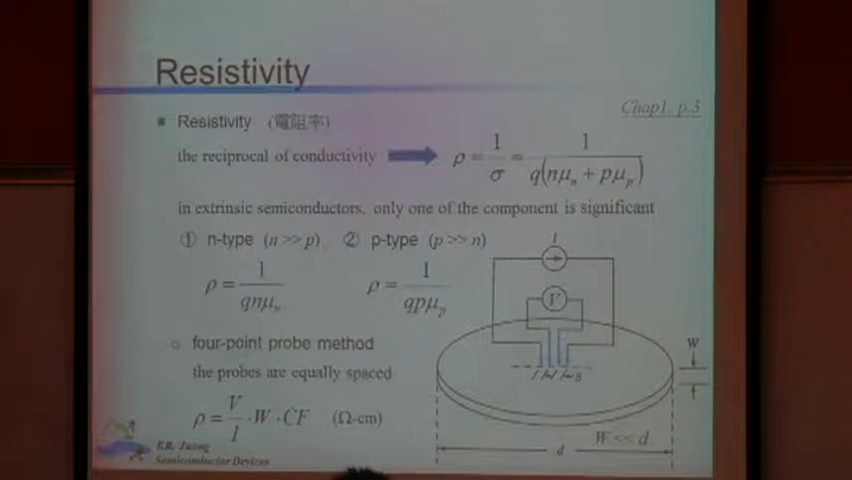 Resistivity
Chap1. p.3
▪ Resistivity (電阻率)
the reciprocal of conductivity ρ = 1/σ = 1/q(nμn + pμp)
in extrinsic semiconductors, only one of the component is significant
① n-type (n >> p) ② p-type (p >> n)
ρ = 1/qnμn ρ = 1/qpμp
I
V
○ four-point probe method
the probes are equally spaced
W
S
ρ = V/I · W · CF (Ω-cm)
W << d
d
Semiconductor Devices